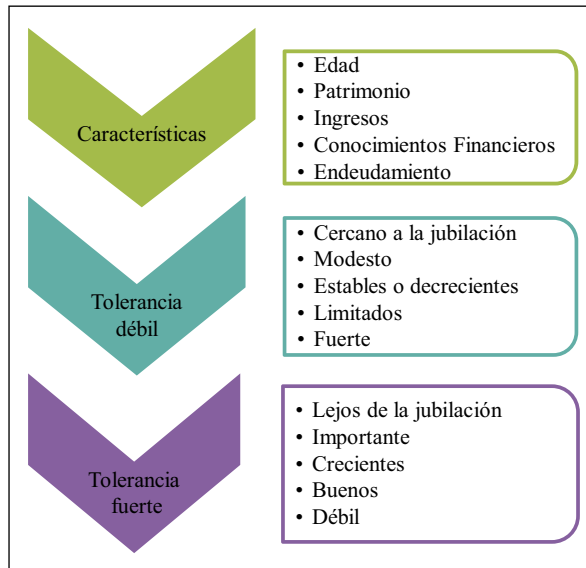 Características
• Edad
• Patrimonio
• Ingresos
• Conocimientos Financieros
• Endeudamiento
Tolerancia
débil
• Cercano a la jubilación
• Modesto
• Estables o decrecientes
• Limitados
• Fuerte
Tolerancia
fuerte
• Lejos de la jubilación
• Importante
• Crecientes
• Buenos
• Débil